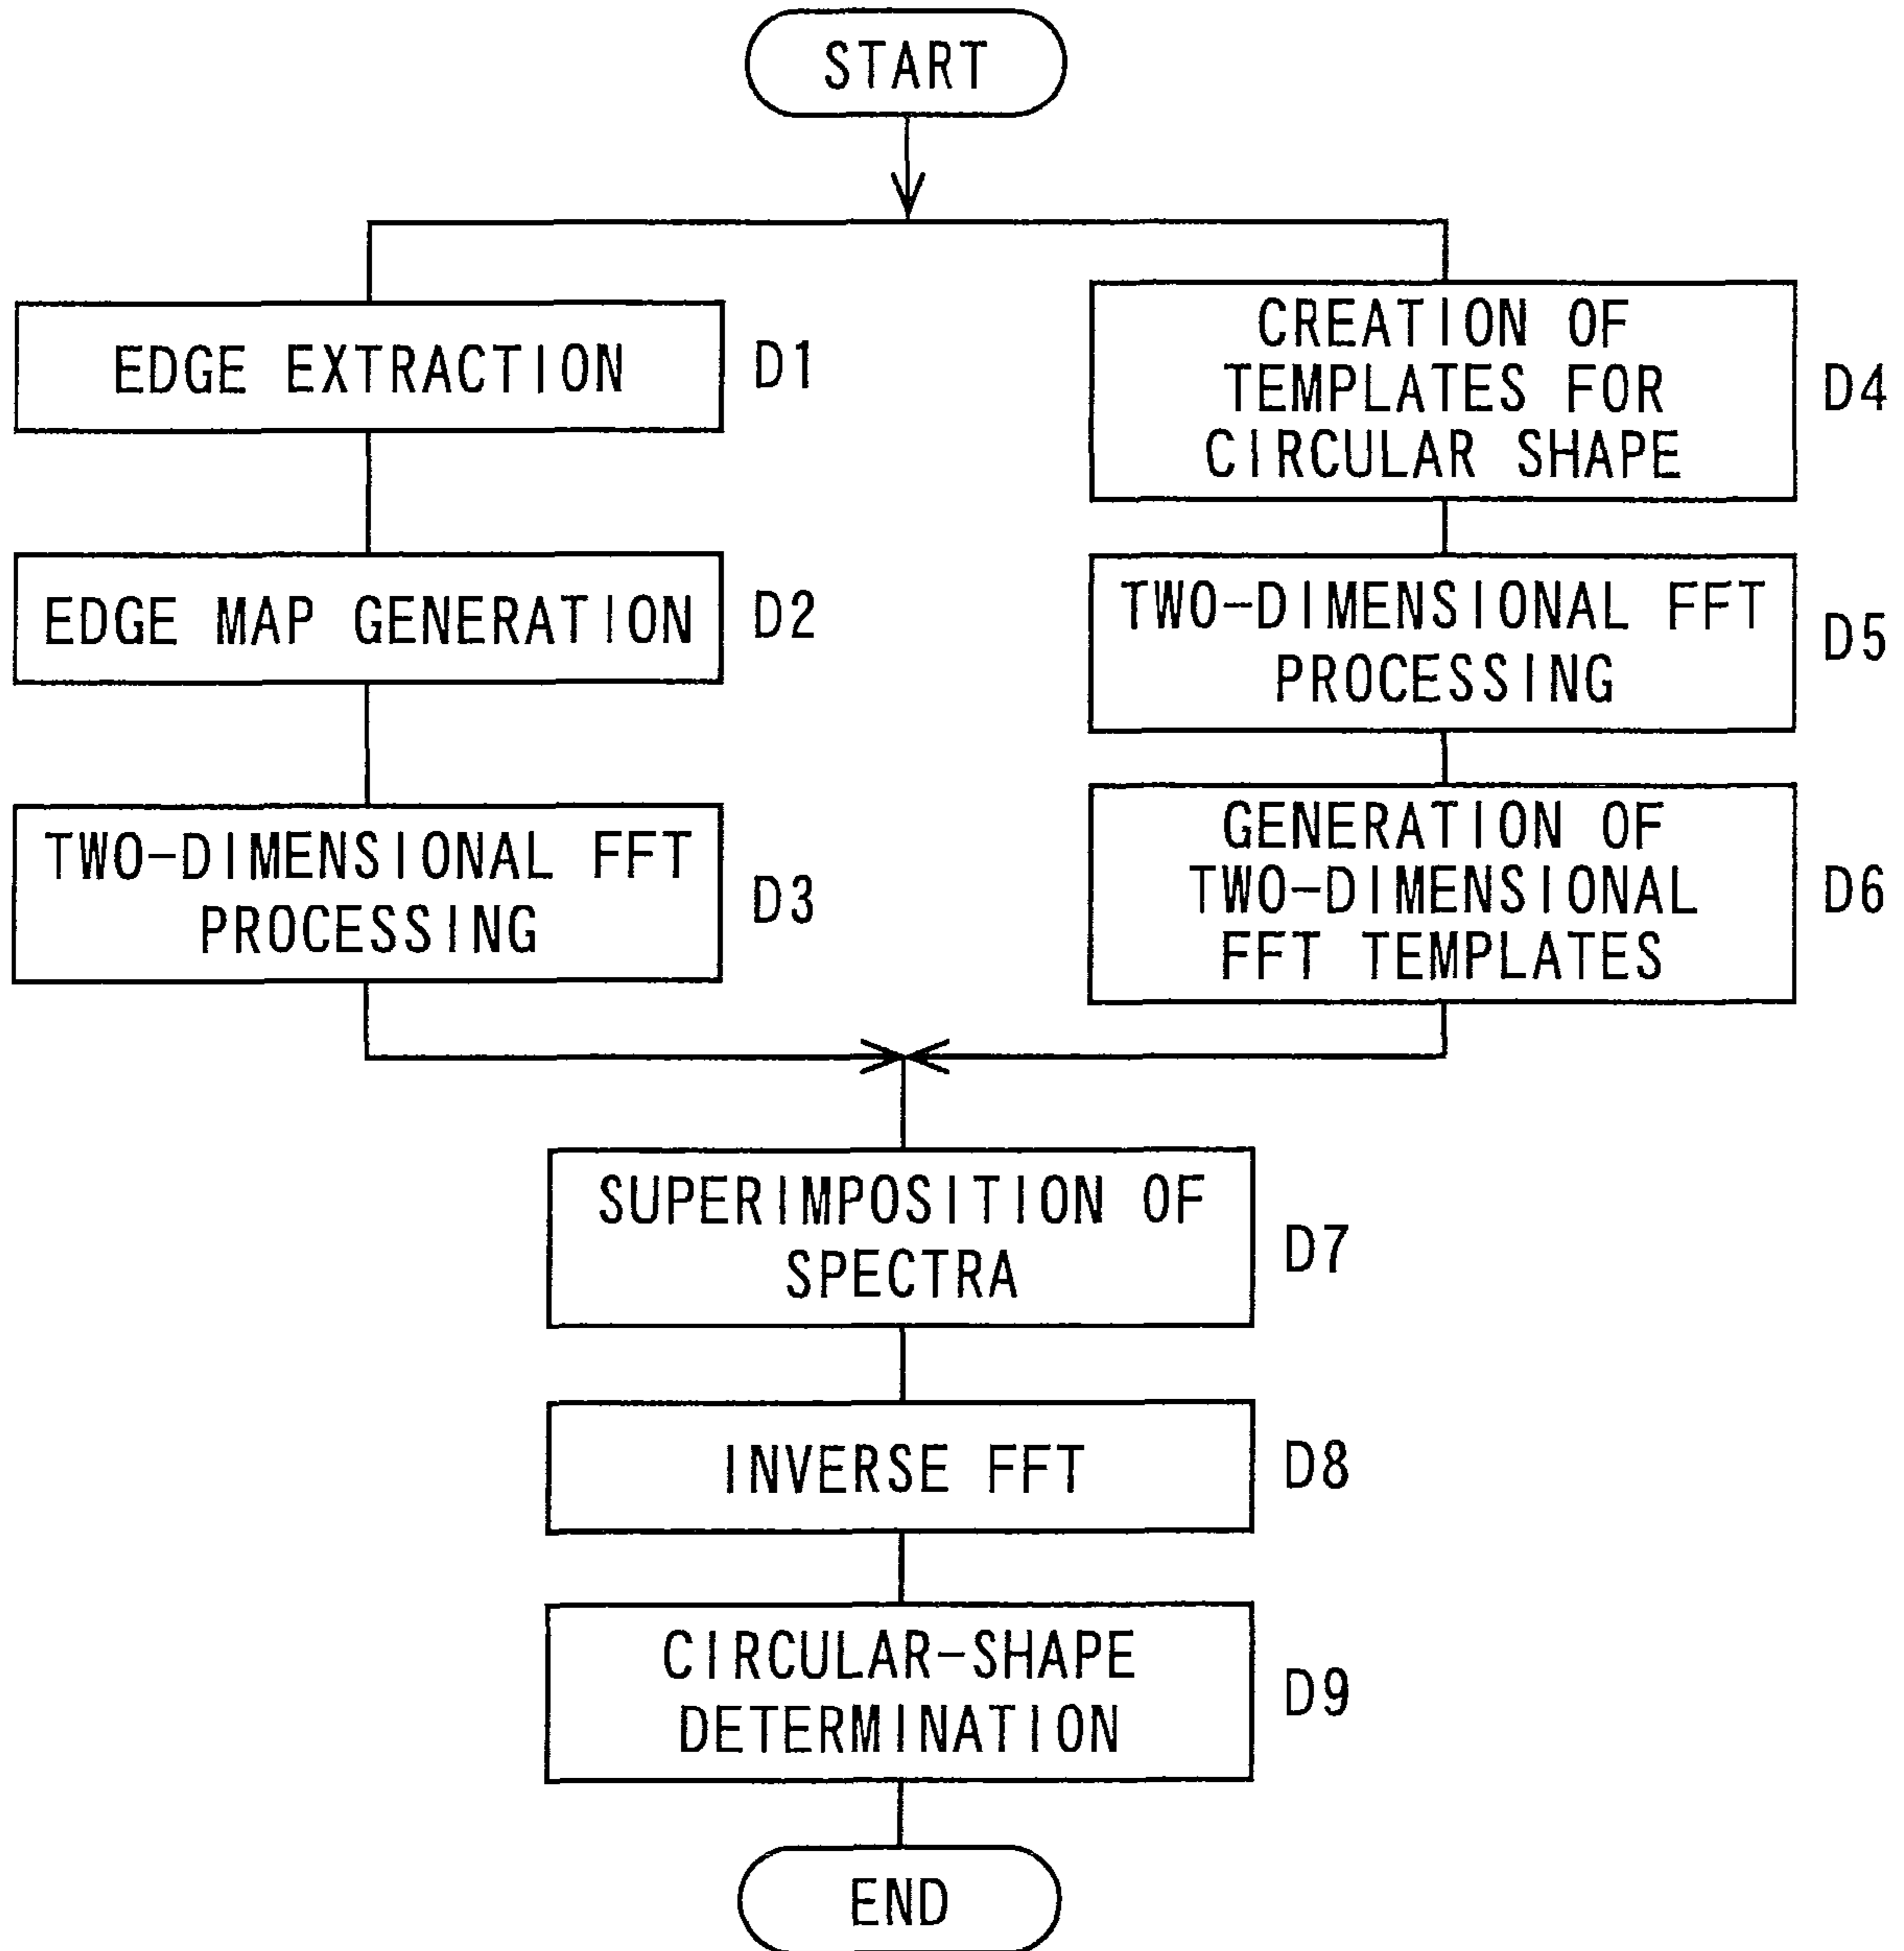 START
EDGE EXTRACTION
D1
EDGE MAP GENERATION
D2
TWO-DIMENSIONAL FFT
PROCESSING
D3
CREATION OF
TEMPLATES FOR
CIRCULAR SHAPE
D4
TWO-DIMENSIONAL FFT
PROCESSING
D5
GENERATION OF
TWO-DIMENSIONAL
FFT TEMPLATES
D6
SUPERIMPOSITION OF
SPECTRA
D7
INVERSE FFT
D8
CIRCULAR-SHAPE
DETERMINATION
D9
END